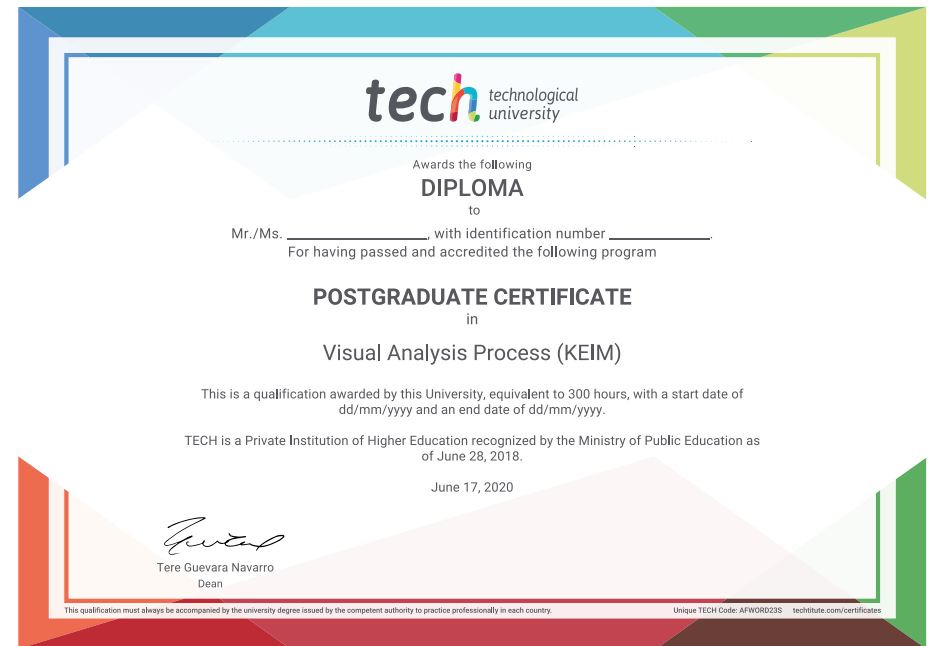 tech technological
university
Awards the following
DIPLOMA
to
Mr./Ms. ____________________, with identification number ______________.
For having passed and accredited the following program
POSTGRADUATE CERTIFICATE
in
Visual Analysis Process (KEIM)
This is a qualification awarded by this University, equivalent to 300 hours, with a start date of
dd/mm/yyyy and an end date of dd/mm/yyyy.
TECH is a Private Institution of Higher Education recognized by the Ministry of Public Education as
of June 28, 2018.
June 17, 2020
Tere Guevara Navarro
Dean
This qualification must always be accompanied by the university degree issued by the competent authority to practice professionally in each country.
Unique TECH Code: AFWORD23S techtitute.com/certificates